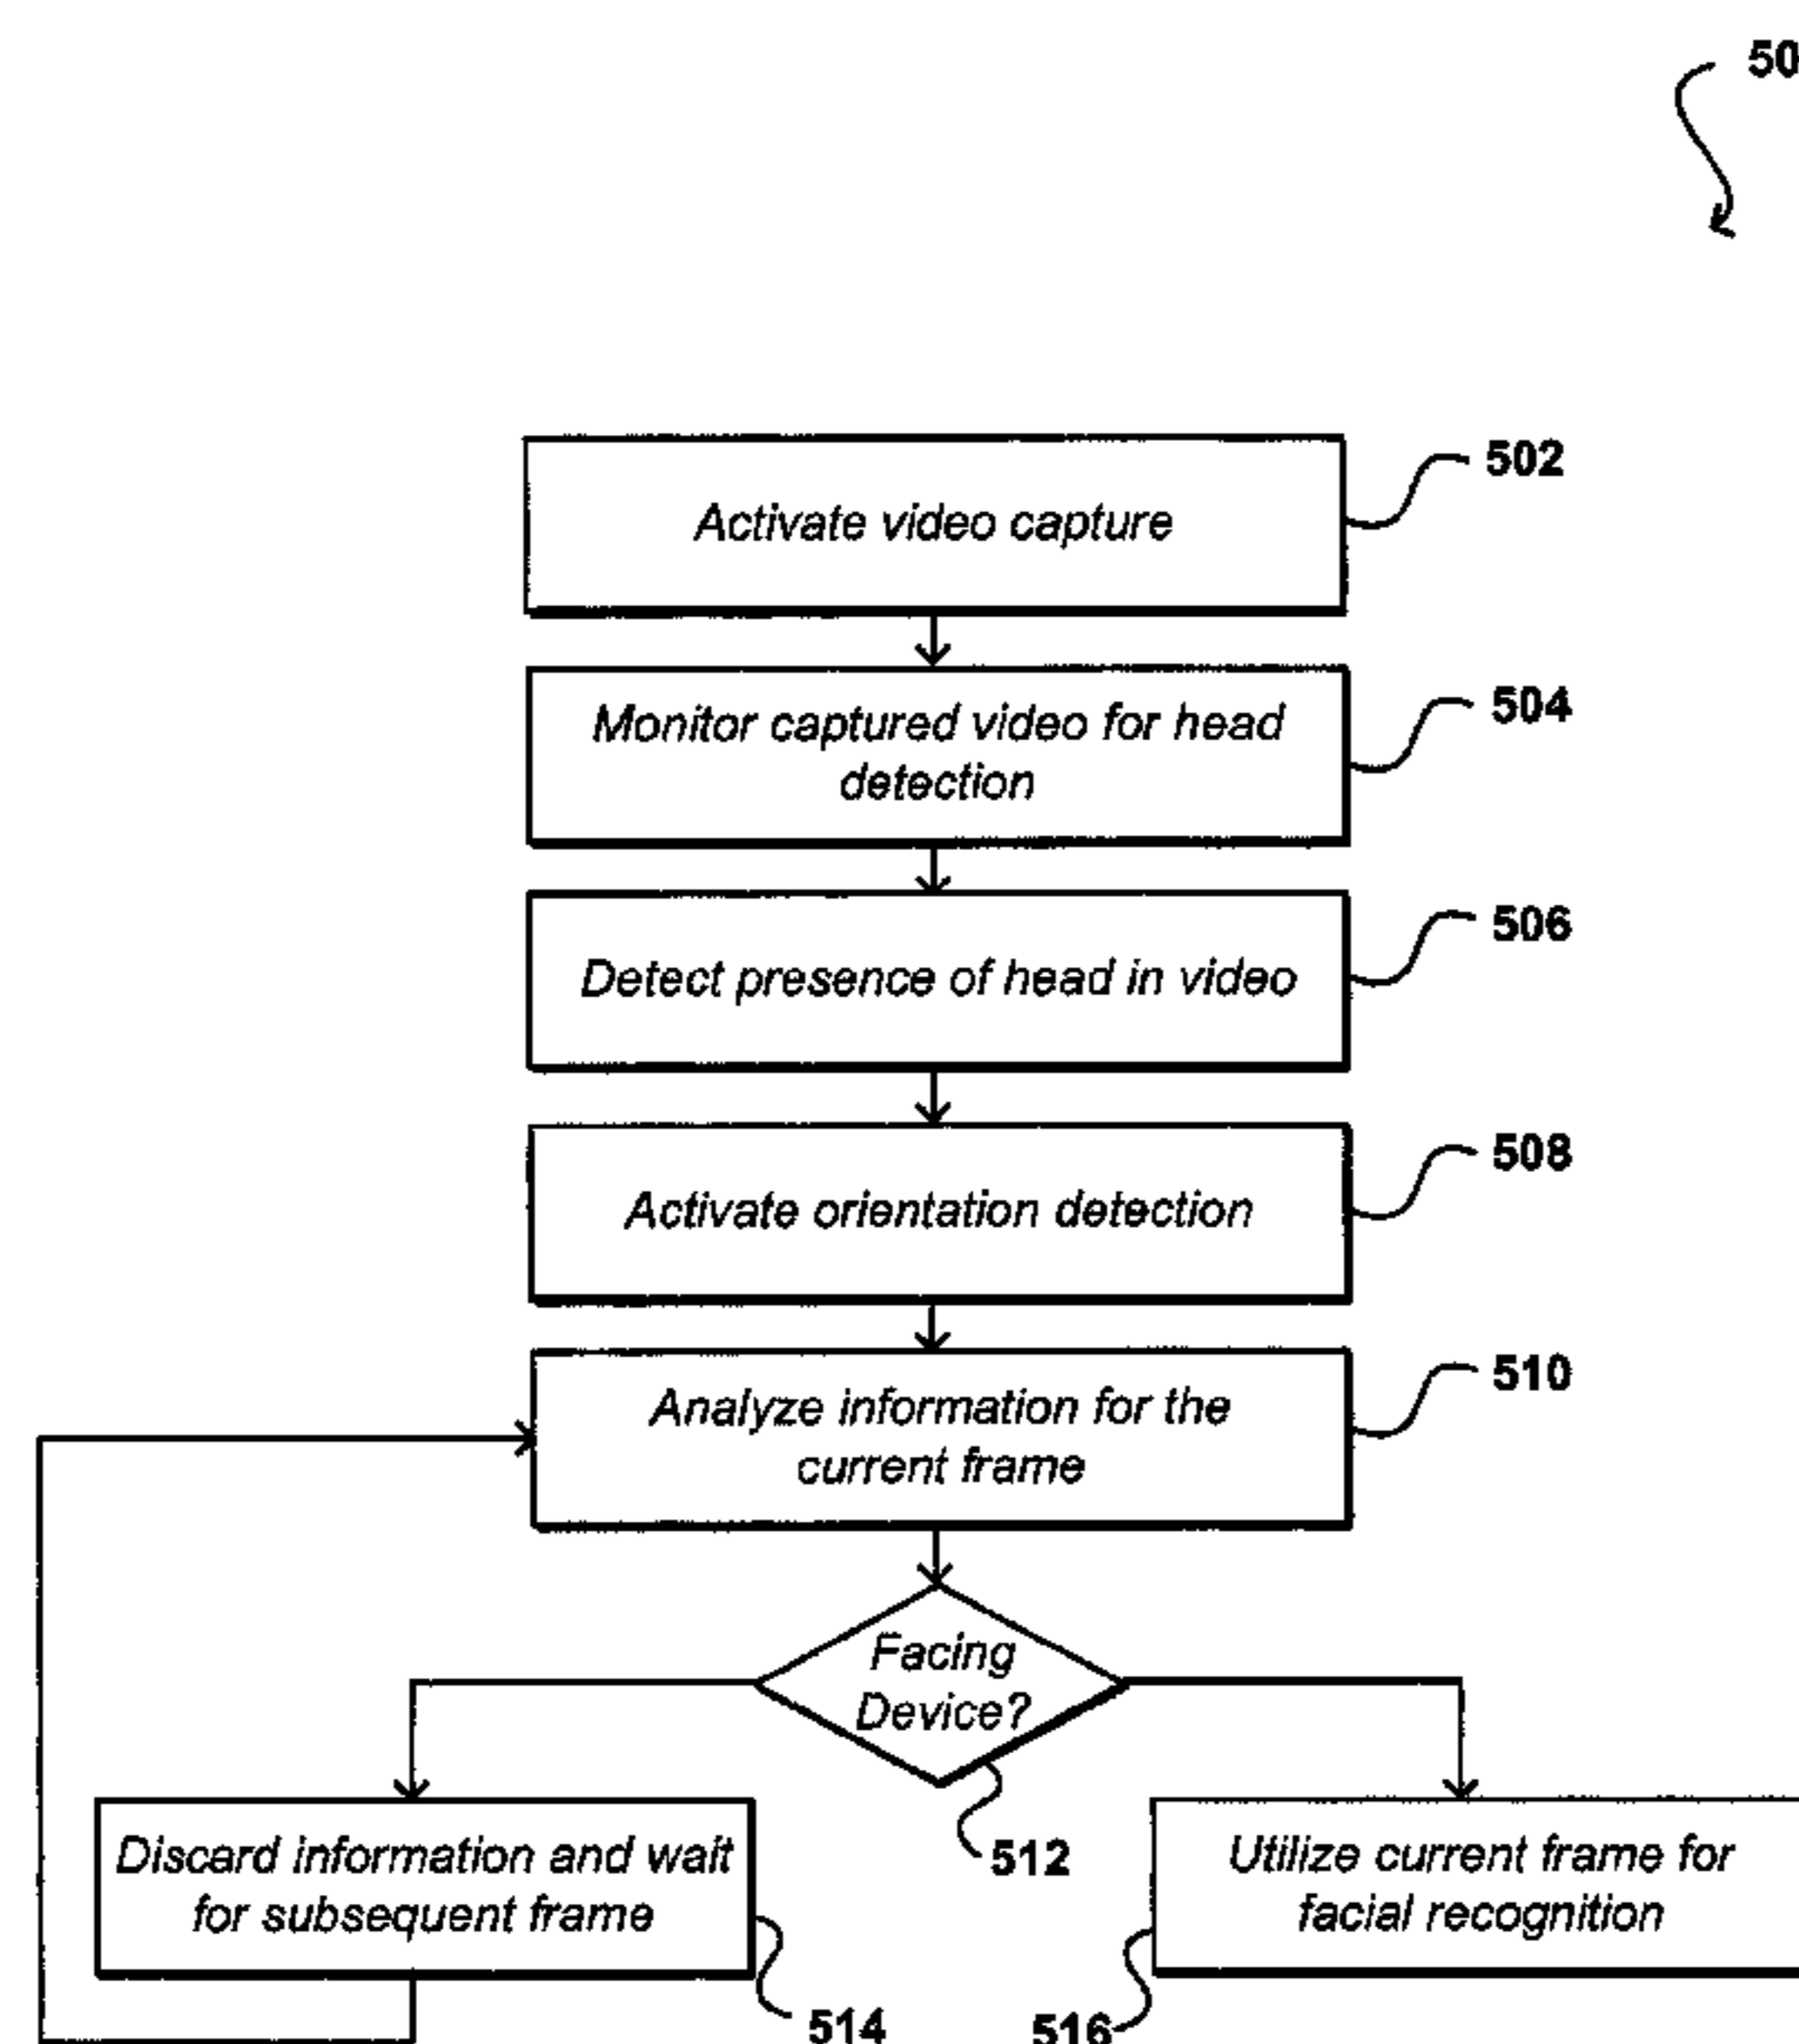 50
Activate video capture
502
Monitor captured video for head
detection
504
Detect presence of head in video
506
Activate orientation detection
508
Analyze information for the
current frame
510
Facing
Device?
512
Discard information and wait
for subsequent frame
514
Utilize current frame for
facial recognition
516